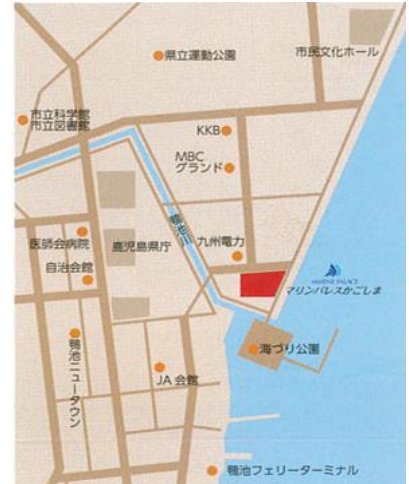 県立運動公園
市民文化ホール
市立科学館
市立図書館
KKB
MBC
グランド
医師会病院
自治会館
鹿児島県庁
九州電力
MARINE PALACE
マリンパレスかごしま
鴨池ニュータウン
JA会館
海づり公園
鴨池フェリーターミナル